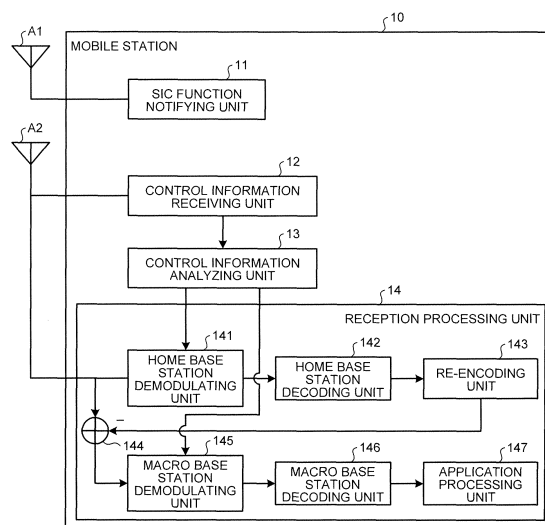 A1
10
MOBILE STATION
11
SIC FUNCTION
NOTIFYING UNIT
A2
12
CONTROL INFORMATION
RECEIVING UNIT
13
CONTROL INFORMATION
ANALYZING UNIT
14
RECEPTION PROCESSING UNIT
141
HOME BASE
STATION
DEMODULATING
UNIT
142
HOME BASE
STATION
DECODING UNIT
143
RE-ENCODING
UNIT
−
144
145
MACRO BASE
STATION
DEMODULATING
UNIT
146
MACRO BASE
STATION
DECODING UNIT
147
APPLICATION
PROCESSING
UNIT